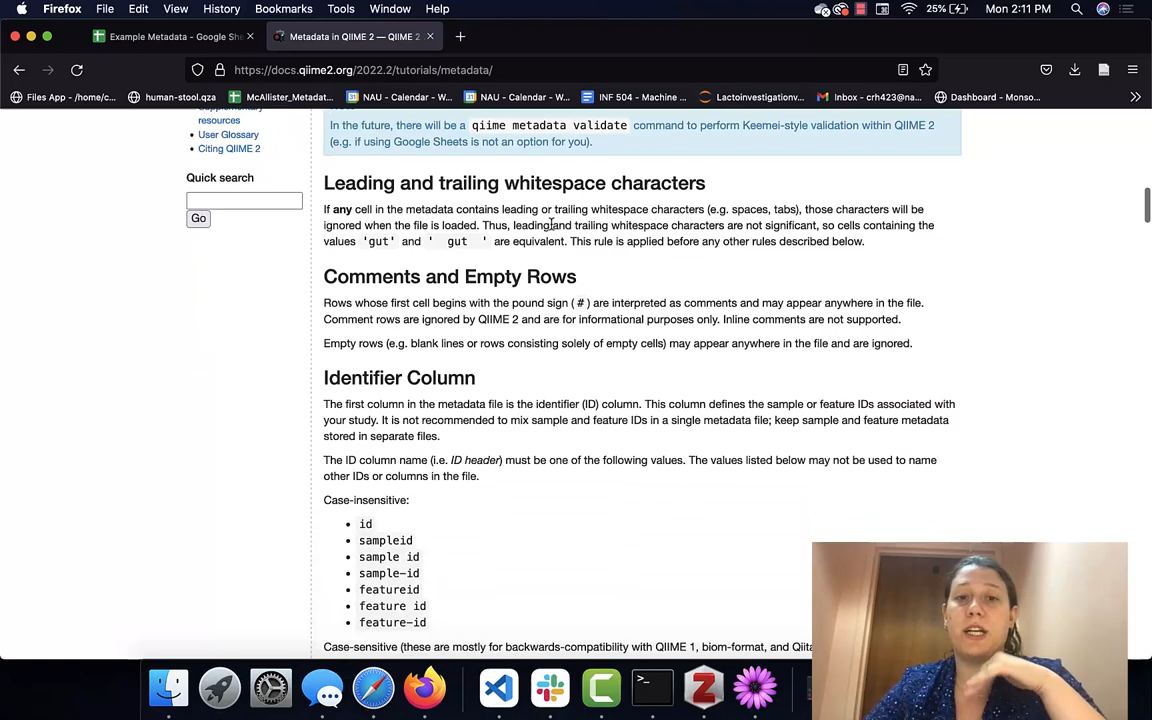 Firefox File Edit View History Bookmarks Tools Window Help 25% Mon 2:11 PM
Example Metadata - Google She Metadata in QIIME 2 — QIIME 2
https://docs.qiime2.org/2022.2/tutorials/metadata/
Files App - /home/c... human-stool.qza McAllister_Metadat... NAU - Calendar - W... NAU - Calendar - W... INF 504 - Machine ... Lactoinvestigationv... Inbox - crh423@na... Dashboard - Monso...
resources
User Glossary
Citing QIIME 2
Quick search
Go
In the future, there will be a qiime metadata validate command to perform Keemei-style validation within QIIME 2
(e.g. if using Google Sheets is not an option for you).
Leading and trailing whitespace characters
If any cell in the metadata contains leading or trailing whitespace characters (e.g. spaces, tabs), those characters will be
ignored when the file is loaded. Thus, leading and trailing whitespace characters are not significant, so cells containing the
values 'gut' and ' gut ' are equivalent. This rule is applied before any other rules described below.
Comments and Empty Rows
Rows whose first cell begins with the pound sign ( # ) are interpreted as comments and may appear anywhere in the file.
Comment rows are ignored by QIIME 2 and are for informational purposes only. Inline comments are not supported.
Empty rows (e.g. blank lines or rows consisting solely of empty cells) may appear anywhere in the file and are ignored.
Identifier Column
The first column in the metadata file is the identifier (ID) column. This column defines the sample or feature IDs associated with
your study. It is not recommended to mix sample and feature IDs in a single metadata file; keep sample and feature metadata
stored in separate files.
The ID column name (i.e. ID header) must be one of the following values. The values listed below may not be used to name
other IDs or columns in the file.
Case-insensitive:
id
sampleid
sample id
sample-id
featureid
feature id
feature-id
Case-sensitive (these are mostly for backwards-compatibility with QIIME 1, biom-format, and Qiita